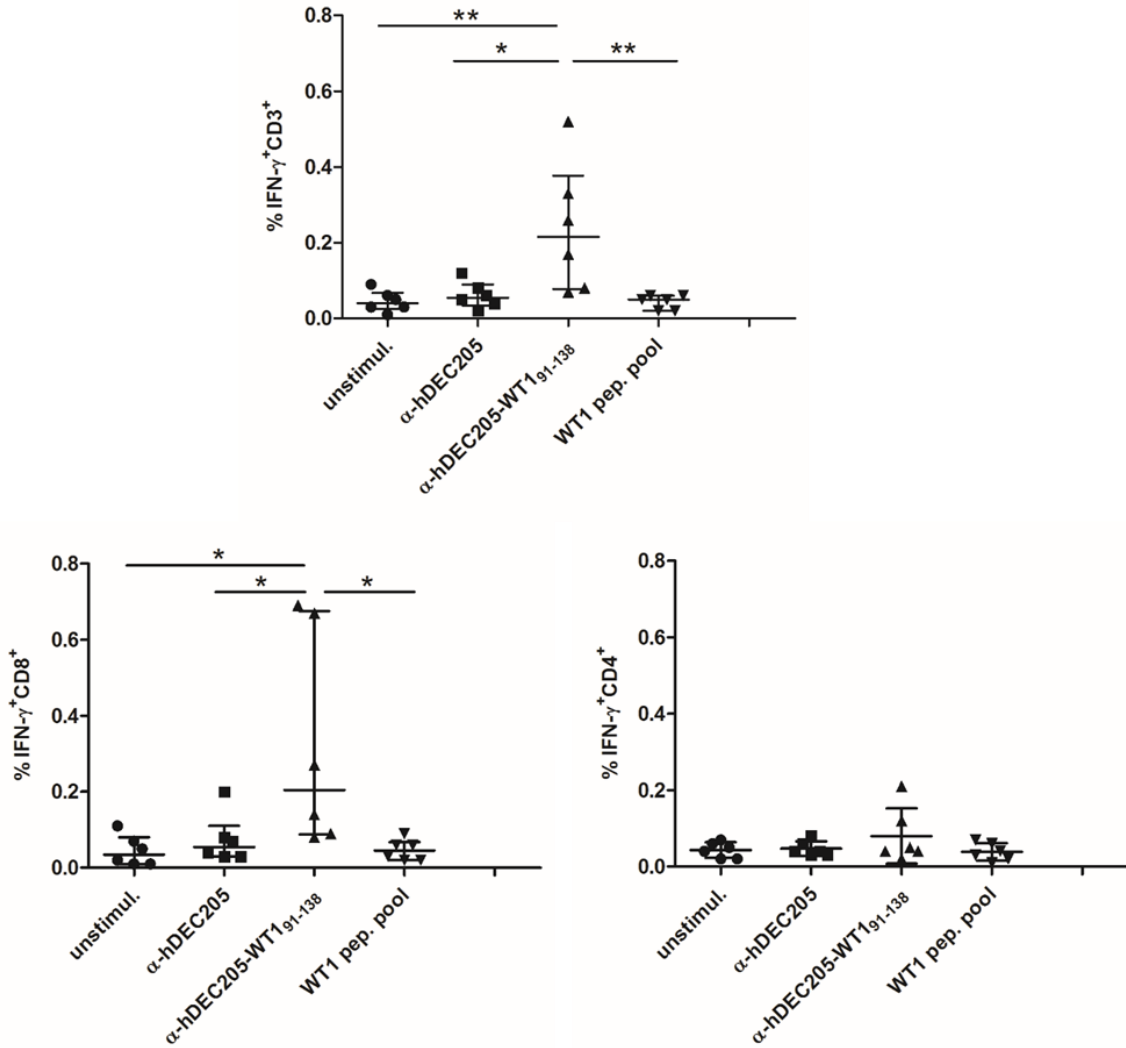 0.8
**
*
**
0.6
0.4
0.2
0.0
% IFN-γ⁺CD3⁺
unstimul.
α-hDEC205
α-hDEC205-WT1₉₁₋₁₃₈
WT1 pep. pool
0.8
*
*
*
0.6
0.4
0.2
0.0
% IFN-γ⁺CD8⁺
unstimul.
α-hDEC205
α-hDEC205-WT1₉₁₋₁₃₈
WT1 pep. pool
0.8
0.6
0.4
0.2
0.0
% IFN-γ⁺CD4⁺
unstimul.
α-hDEC205
α-hDEC205-WT1₉₁₋₁₃₈
WT1 pep. pool